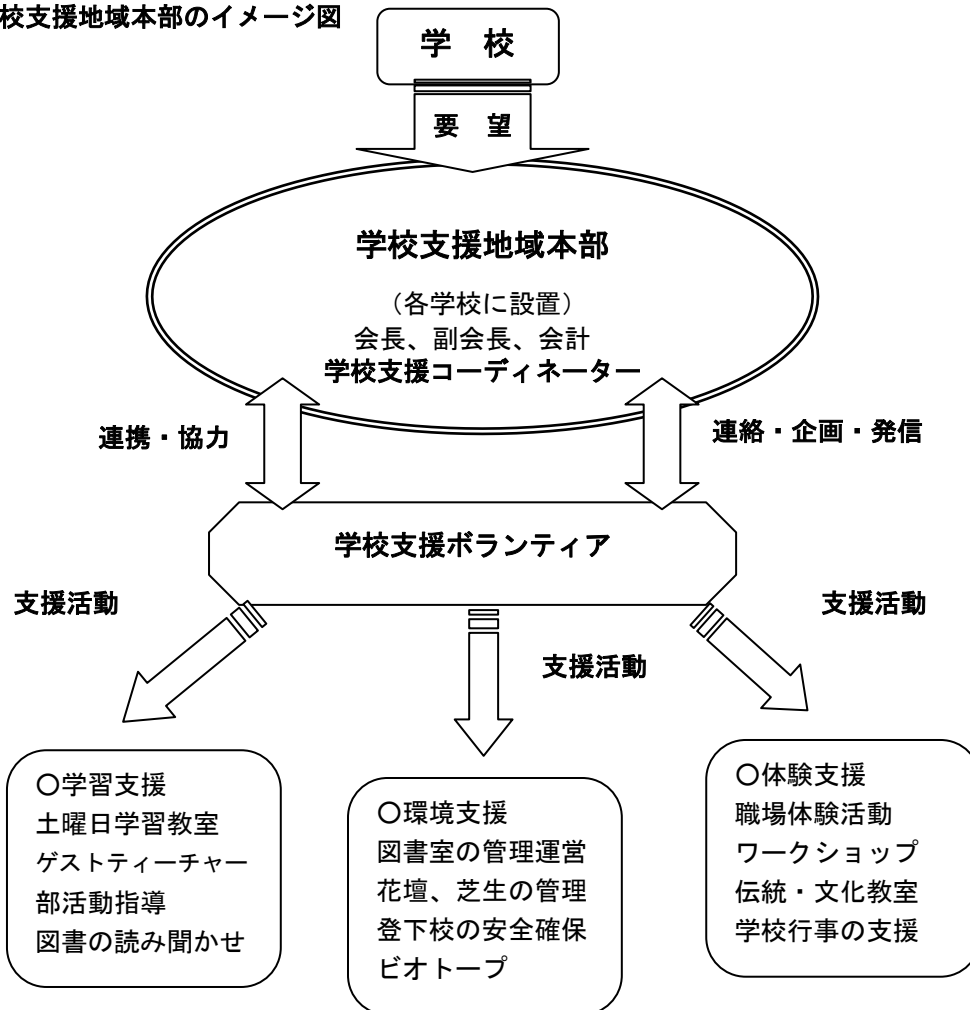 校支援地域本部のイメージ図
学 校
要 望
学校支援地域本部
（各学校に設置）
会長、副会長、会計
学校支援コーディネーター
連携・協力
連絡・企画・発信
学校支援ボランティア
支援活動
支援活動
支援活動
○学習支援
土曜日学習教室
ゲストティーチャー
部活動指導
図書の読み聞かせ
○環境支援
図書室の管理運営
花壇、芝生の管理
登下校の安全確保
ビオトープ
○体験支援
職場体験活動
ワークショップ
伝統・文化教室
学校行事の支援